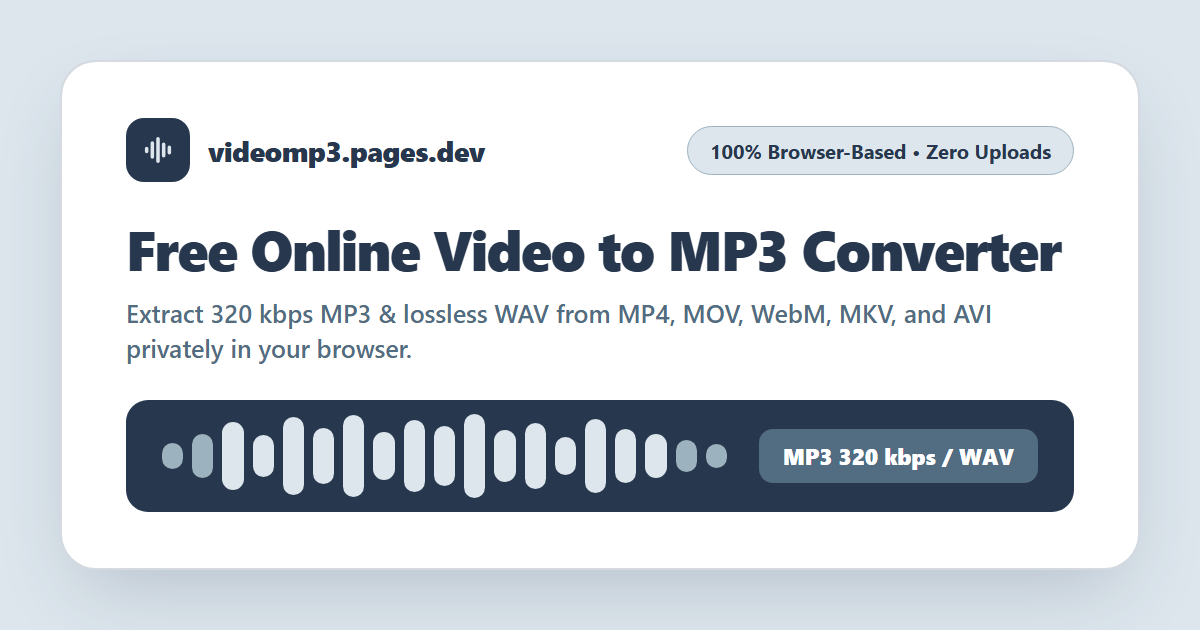 videomp3.pages.dev
100% Browser-Based • Zero Uploads
Free Online Video to MP3 Converter
Extract 320 kbps MP3 & lossless WAV from MP4, MOV, WebM, MKV, and AVI
privately in your browser.
MP3 320 kbps / WAV